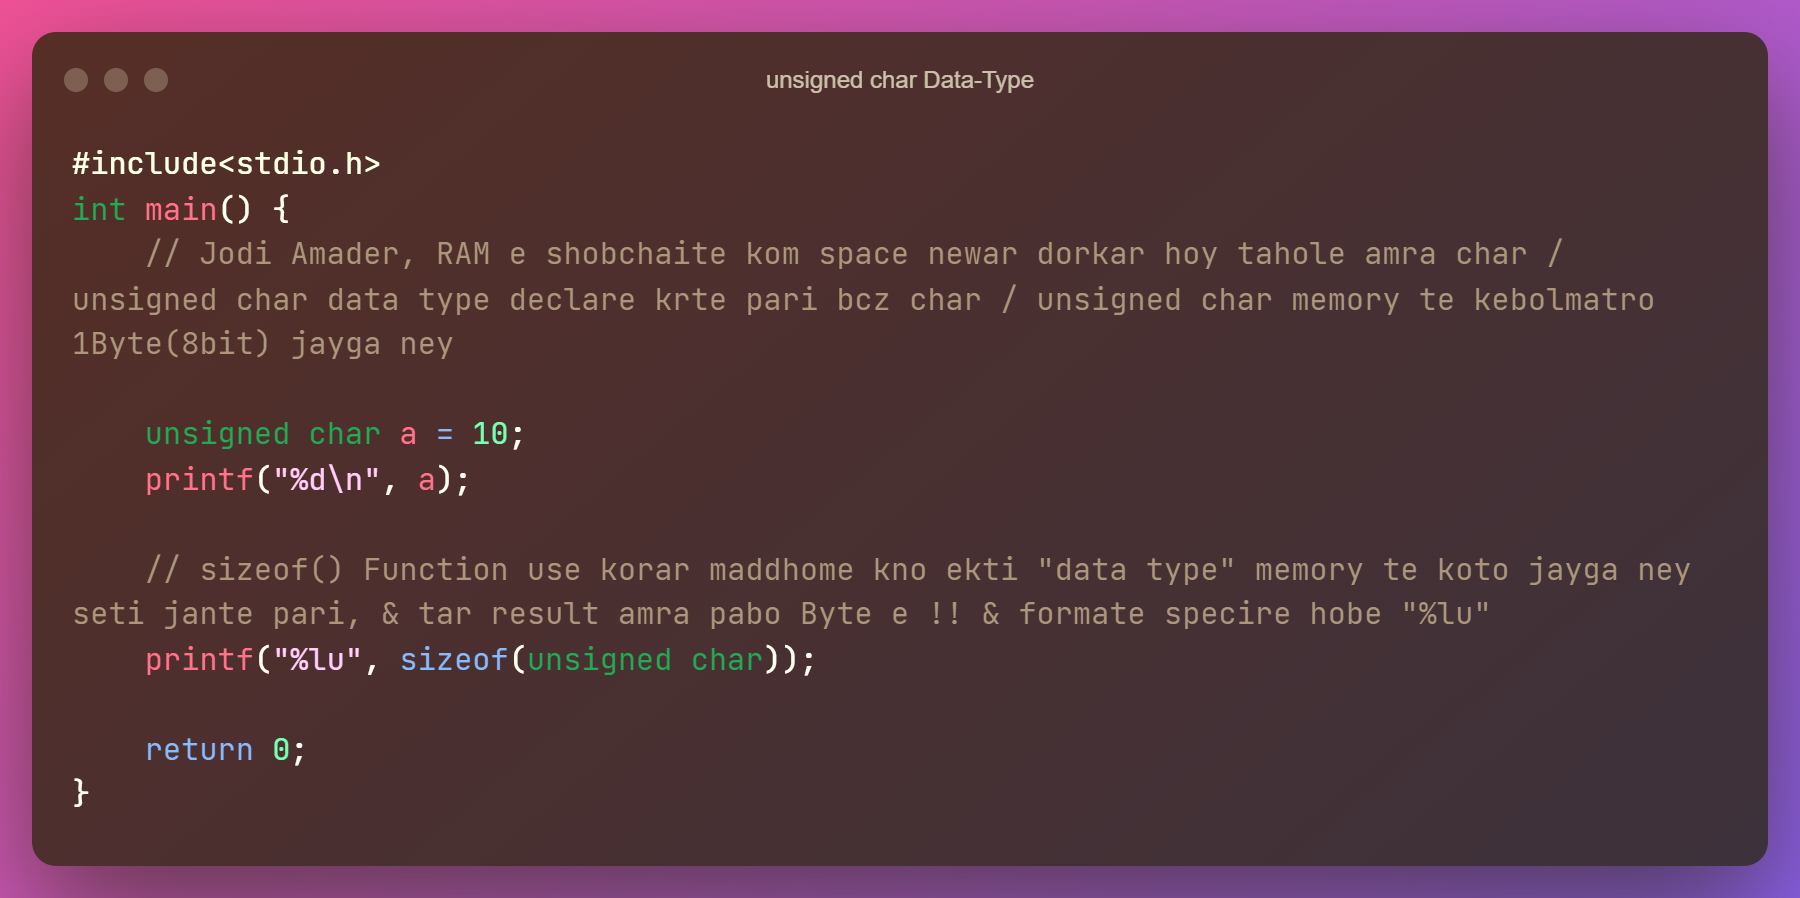 unsigned char Data-Type
#include<stdio.h>
int main() {
    // Jodi Amader, RAM e shobchaite kom space newar dorkar hoy tahole amra char /
unsigned char data type declare krte pari bcz char / unsigned char memory te kebolmatro
1Byte(8bit) jayga ney
    unsigned char a = 10;
    printf("%d\n", a);
    // sizeof() Function use korar maddhome kno ekti "data type" memory te koto jayga ney
seti jante pari, & tar result amra pabo Byte e !! & formate specire hobe "%lu"
    printf("%lu", sizeof(unsigned char));
    return 0;
}